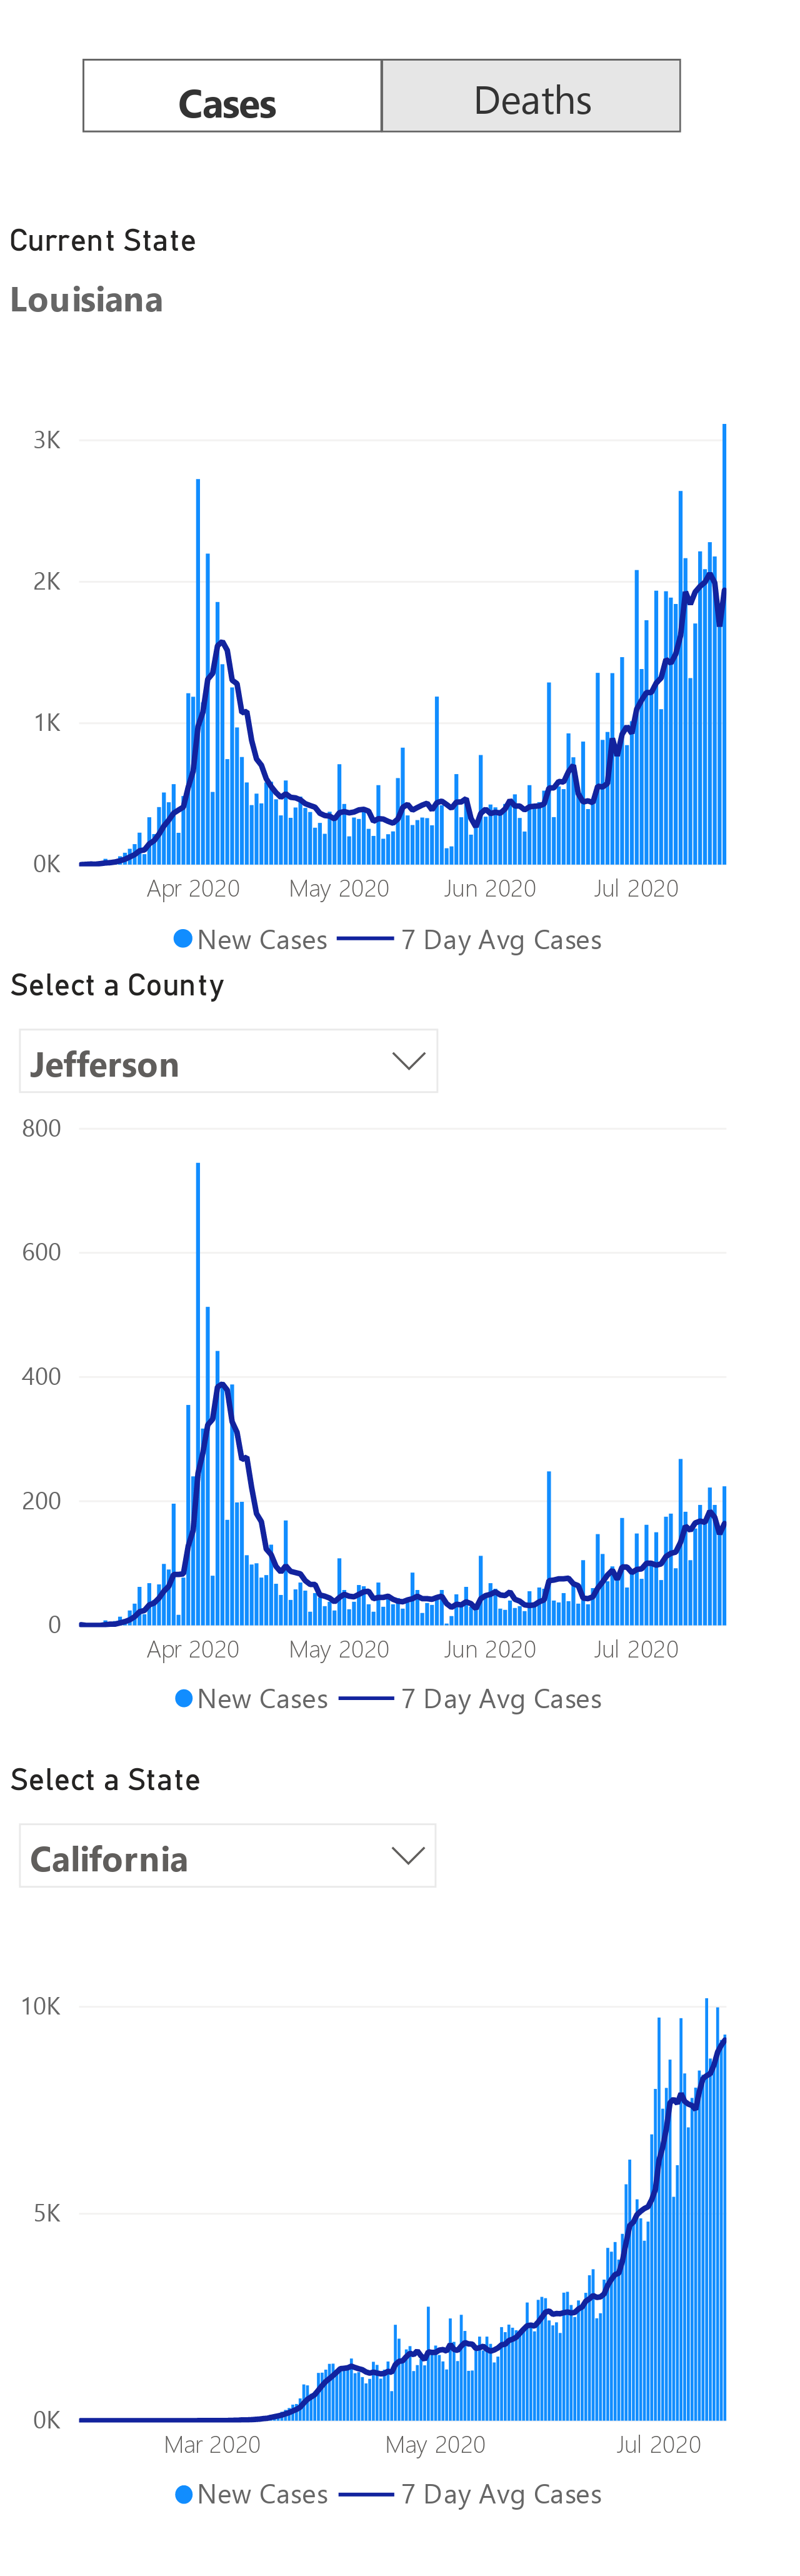 Cases Deaths
Current State
Louisiana
3K
2K
1K
0K
Apr 2020 May 2020 Jun 2020 Jul 2020
New Cases 7 Day Avg Cases
Select a County
Jefferson
800
600
400
200
0
Apr 2020 May 2020 Jun 2020 Jul 2020
New Cases 7 Day Avg Cases
Select a State
California
10K
5K
0K
Mar 2020 May 2020 Jul 2020
New Cases 7 Day Avg Cases